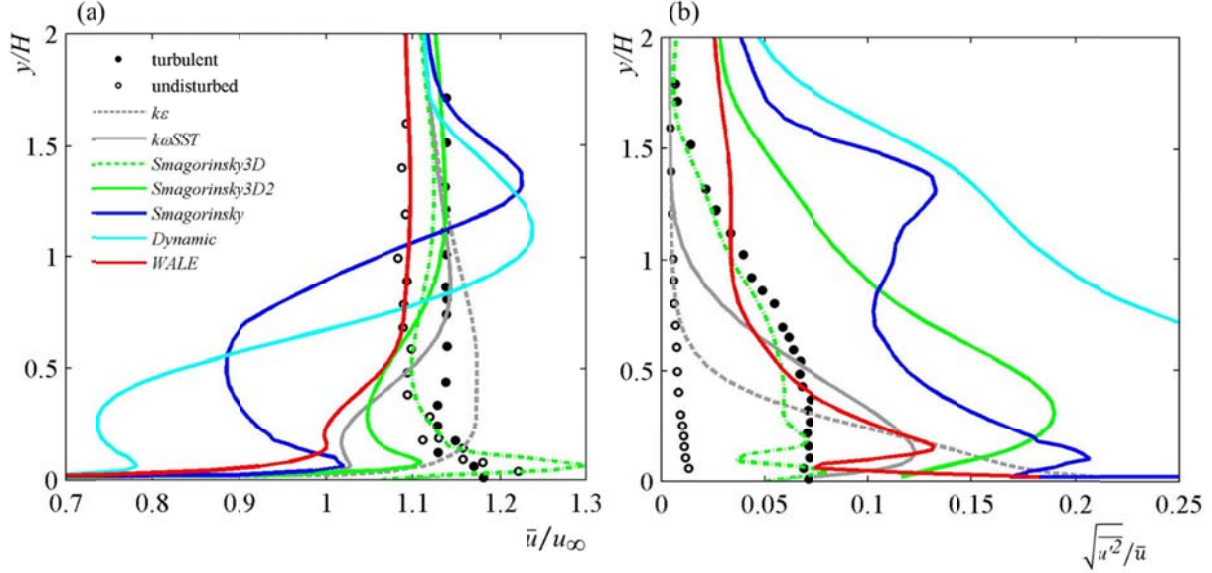 (a)
y/H
2
1.5
1
0.5
0
turbulent
undisturbed
kε
kωSST
Smagorinsky3D
Smagorinsky3D2
Smagorinsky
Dynamic
WALE
0.7 0.8 0.9 1 1.1 1.2 1.3
ū/u∞
(b)
y/H
2
1.5
1
0.5
0
0 0.05 0.1 0.15 0.2 0.25
√u'²/ū